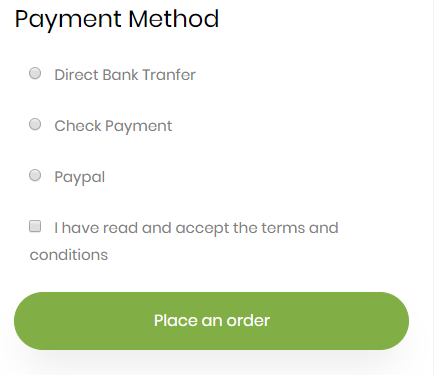 Payment Method
Direct Bank Tranfer
Check Payment
Paypal
I have read and accept the terms and
conditions
Place an order